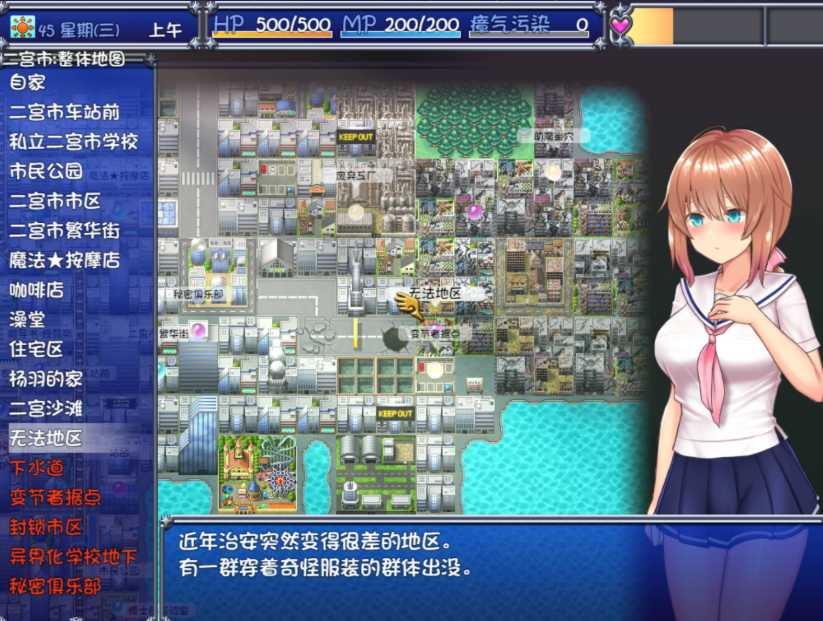 45 星期(三) 上午
HP 500/500 MP 200/200 瘴气污染 0
二宫市:整体地图
自家
二宫市车站前
私立二宫市学校
市民公园
二宫市市区
二宫市繁华街
魔法★按摩店
咖啡店
澡堂
住宅区
杨羽的家
二宫沙滩
无法地区
下水道
变节者据点
封锁市区
异界化学校地下
秘密俱乐部
KEEPOUT
废弃工厂
魔法★按摩店
秘密俱乐部
无法地区
繁华街
变节者据点
KEEPOUT
近年治安突然变得很差的地区。
有一群穿着奇怪服装的群体出没。